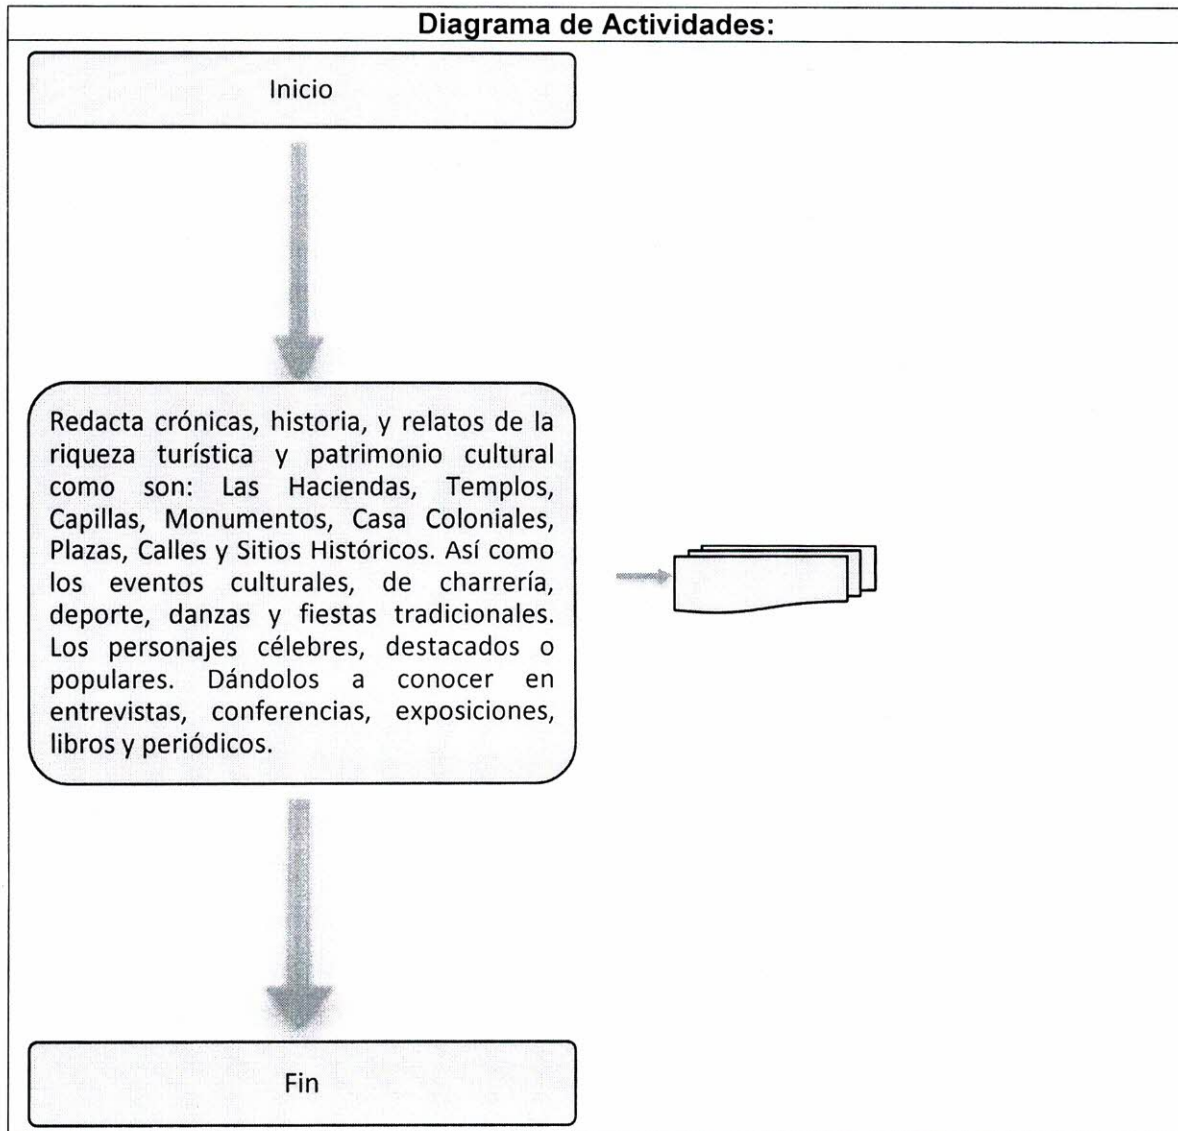 Diagrama de Actividades:
Inicio
Redacta crónicas, historia, y relatos de la
riqueza turística y patrimonio cultural
como son: Las Haciendas, Templos,
Capillas, Monumentos, Casa Coloniales,
Plazas, Calles y Sitios Históricos. Así como
los eventos culturales, de charrería,
deporte, danzas y fiestas tradicionales.
Los personajes célebres, destacados o
populares. Dándolos a conocer en
entrevistas, conferencias, exposiciones,
libros y periódicos.
Fin